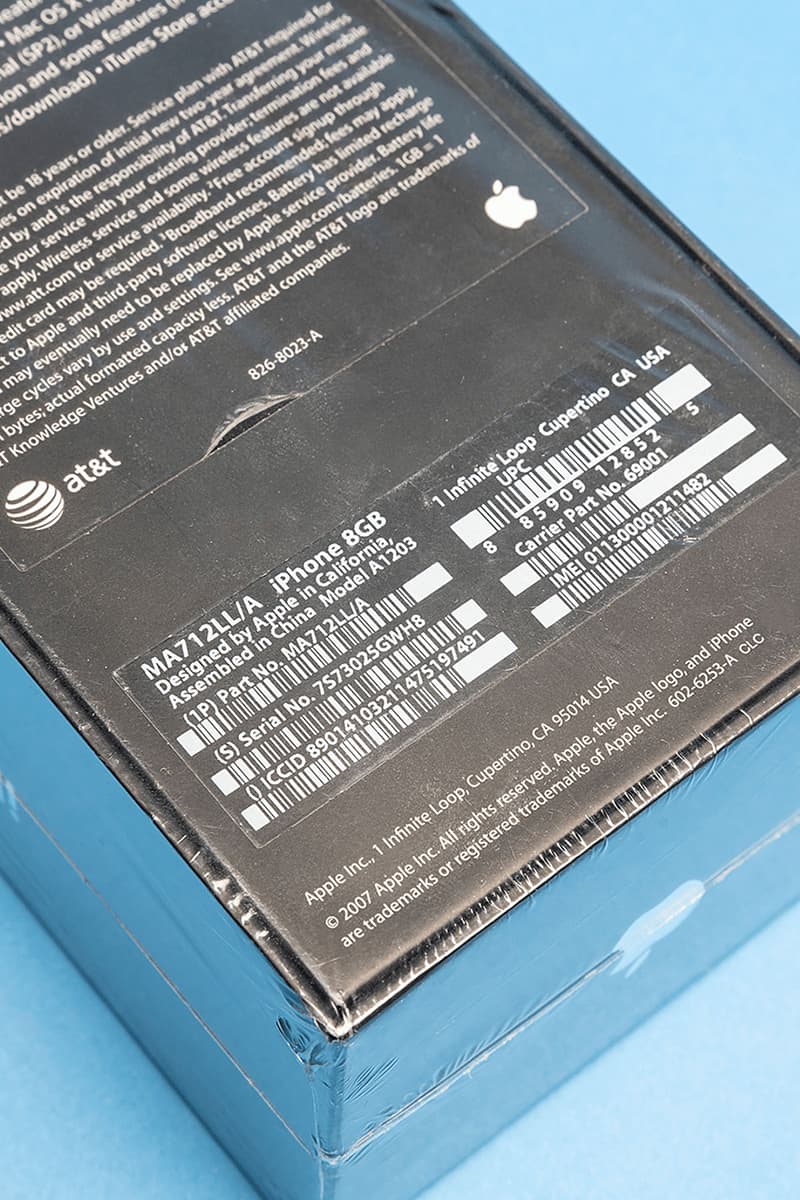 featur
• Mac OS X
al (SP2), or Window
tion and some features (
s/download) • iTunes Store acc
be 18 years or older. Service plan with AT&T required for
es on expiration of initial new two-year agreement. Wireless
ed by and is the responsibility of AT&T. Transferring your mobile
e your service with your existing provider; termination fees and
apply. Wireless service and some wireless features are not available
www.att.com for service availability. ²Free account signup through
edit card may be required. ³Broadband recommended; fees may apply.
ct to Apple and third-party software licenses. Battery has limited recharge
may eventually need to be replaced by Apple service provider. Battery life
arge cycles vary by use and settings. See www.apple.com/batteries. 1GB = 1
n bytes; actual formatted capacity less. AT&T and the AT&T logo are trademarks of
T Knowledge Ventures and/or AT&T affiliated companies.
826-8023-A
at&t
MA712LL/A iPhone 8GB
Designed by Apple in California,
Assembled in China Model A1203
(1P) Part No. MA712LL/A
(S) Serial No. 7S73025GWH8
() ICCID 89014103211475197491
1 Infinite Loop Cupertino CA USA
UPC
8 85909 12852 5
Carrier Part No. 69001
IMEI 011300001211482
Apple Inc., 1 Infinite Loop, Cupertino, CA 95014 USA
© 2007 Apple Inc. All rights reserved. Apple, the Apple logo, and iPhone
are trademarks or registered trademarks of Apple Inc. 602-6253-A CLC